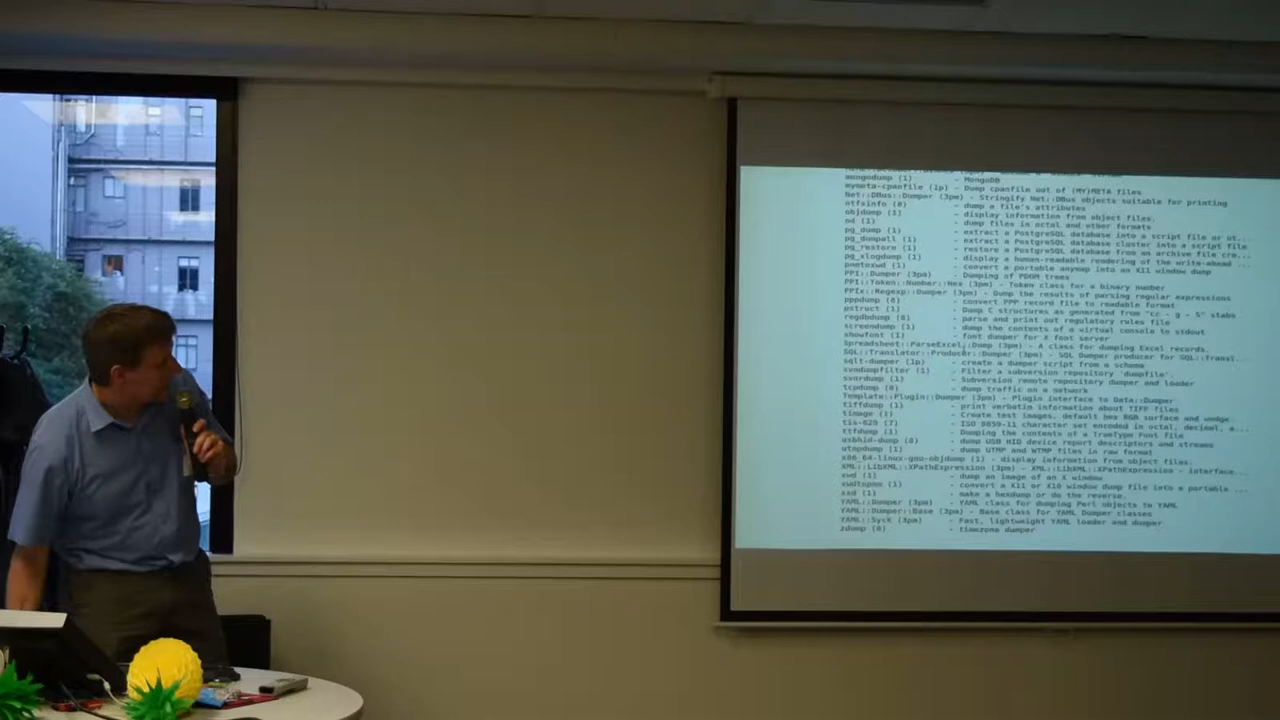 mongodump (1) - MongoDB
mymeta-cpanfile (1p) - Dump cpanfile out of (MY)META files
Net::DBus::Dumper (3pm) - Stringify Net::DBus objects suitable for printing
ntfsinfo (8) - dump a file's attributes
objdump (1) - display information from object files.
od (1) - dump files in octal and other formats
pg_dump (1) - extract a PostgreSQL database into a script file or ot...
pg_dumpall (1) - extract a PostgreSQL database cluster into a script file
pg_restore (1) - restore a PostgreSQL database from an archive file cre...
pg_xlogdump (1) - display a human-readable rendering of the write-ahead ...
pnmtoxwd (1) - convert a portable anymap into an X11 window dump
PPI::Dumper (3pm) - Dumping of PDOM trees
PPI::Token::Number::Hex (3pm) - Token class for a binary number
PPIx::Regexp::Dumper (3pm) - Dump the results of parsing regular expressions
pppdump (8) - convert PPP record file to readable format
pstruct (1) - Dump C structures as generated from "cc -g -S" stabs
regdbdump (8) - parse and print out regulatory rules file
screendump (1) - dump the contents of a virtual console to stdout
showfont (1) - font dumper for X font server
Spreadsheet::ParseExcel::Dump (3pm) - A class for dumping Excel records.
SQL::Translator::Producer::Dumper (3pm) - SQL Dumper producer for SQL::Transl...
sqlt-dumper (1p) - create a dumper script from a schema
svndumpfilter (1) - Filter a subversion repository 'dumpfile'.
svnrdump (1) - Subversion remote repository dumper and loader
tcpdump (8) - dump traffic on a network
Template::Plugin::Dumper (3pm) - Plugin interface to Data::Dumper
tiffdump (1) - print verbatim information about TIFF files
timage (1) - Create test images, default hex RGB surface and
tis-620 (7) - ISO 8859-11 character set encoded in octal, decimal, a...
ttfdump (1) - Dumping the contents of a TrueType Font file
usbhid-dump (8) - dump USB HID device report descriptors and streams
utmpdump (1) - dump UTMP and WTMP files in raw format
x86_64-linux-gnu-objdump (1) - display information from object files.
XML::LibXML::XPathExpression (3pm) - XML::LibXML::XPathExpression - interface...
xwd (1) - dump an image of an X window
xwdtopnm (1) - convert a X11 or X10 window dump file into a portable ...
xxd (1) - make a hexdump or do the reverse.
YAML::Dumper (3pm) - YAML class for dumping Perl objects to YAML
YAML::Dumper::Base (3pm) - Base class for YAML Dumper classes
YAML::Syck (3pm) - Fast, lightweight YAML loader and dumper
zdump (8) - timezone dumper